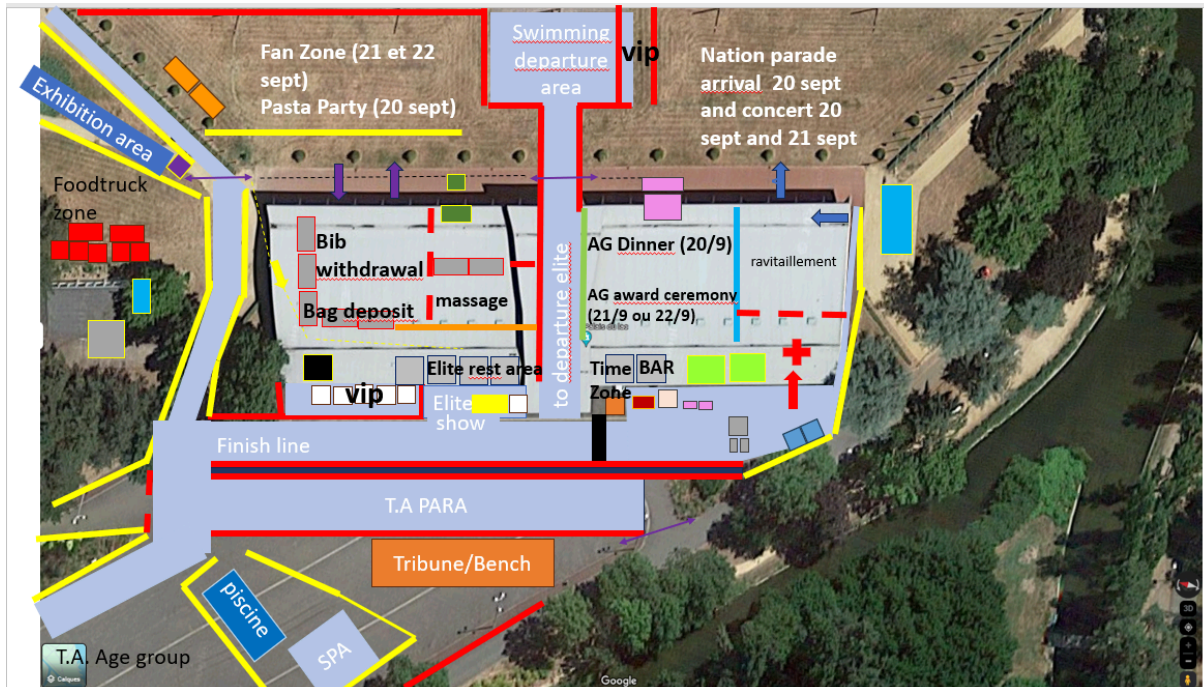 Swimming
departure
area
vip
Fan Zone (21 et 22
sept)
Pasta Party (20 sept)
Nation parade
arrival 20 sept
and concert 20
sept and 21 sept
Exhibition area
Foodtruck
zone
Bib
withdrawal
Bag deposit
massage
to departure elite
AG Dinner (20/9)
AG award ceremony
(21/9 ou 22/9)
ravitaillement
Elite rest area
Time
Zone
BAR
vip
Elite
show
Finish line
T.A PARA
Tribune/Bench
piscine
SPA
T.A. Age group
Calques
Google
3D